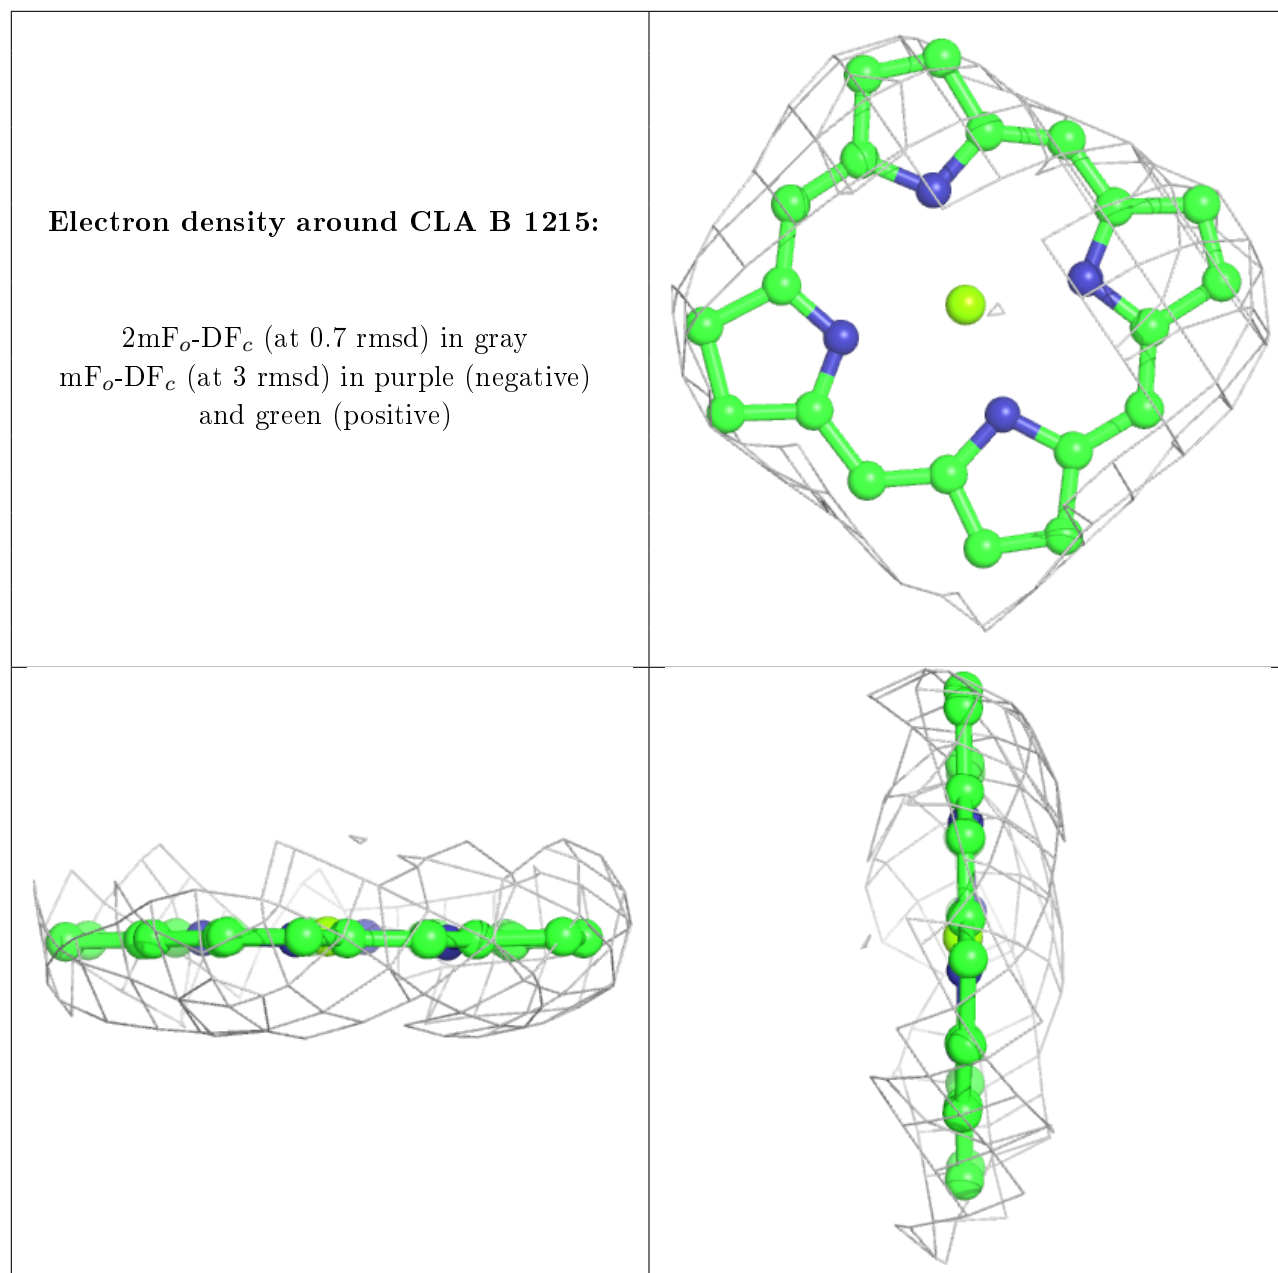 Electron density around CLA B 1215:
2mFₒ-DF𝒸 (at 0.7 rmsd) in gray
mFₒ-DF𝒸 (at 3 rmsd) in purple (negative)
and green (positive)